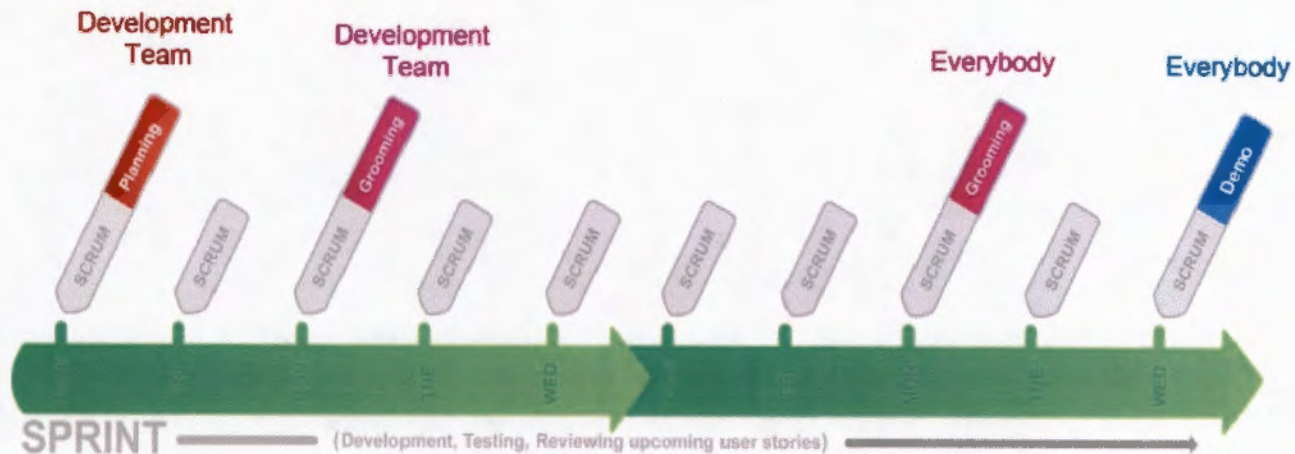 Development
Team
Development
Team
Everybody
Everybody
Planning
Grooming
Grooming
Demo
SCRUM
SCRUM
SCRUM
SCRUM
SCRUM
SCRUM
SCRUM
SCRUM
SCRUM
SCRUM
TUE
WED
MON
TUE
WED
SPRINT
(Development, Testing, Reviewing upcoming user stories)